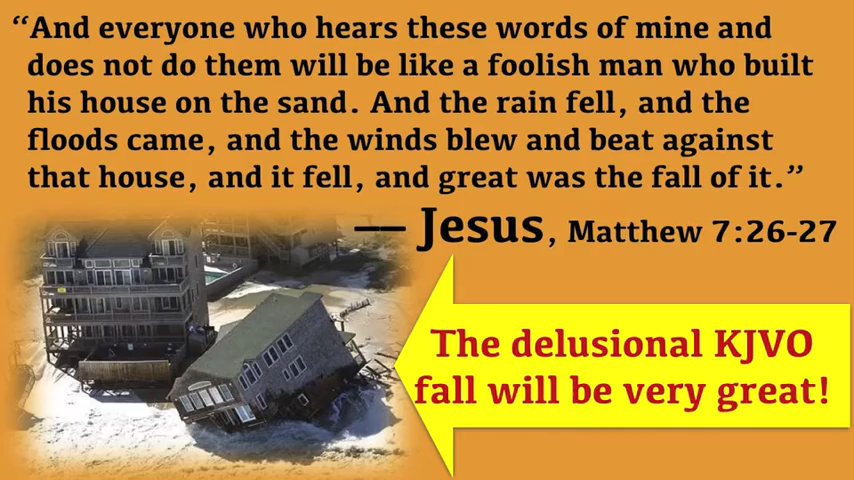 “And everyone who hears these words of mine and
does not do them will be like a foolish man who built
his house on the sand. And the rain fell, and the
floods came, and the winds blew and beat against
that house, and it fell, and great was the fall of it.”
— Jesus, Matthew 7:26-27
The delusional KJVO
fall will be very great!